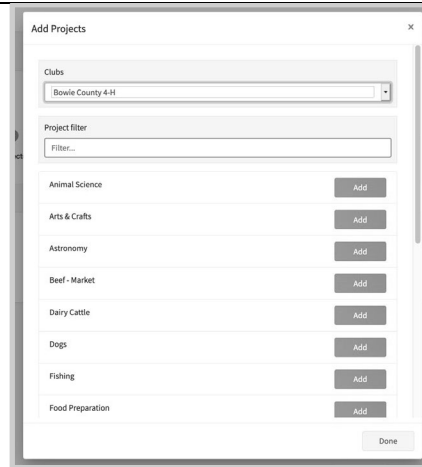 Add Projects ×
Clubs
Bowie County 4-H
Project filter
Filter...
Animal Science Add
Arts & Crafts Add
Astronomy Add
Beef - Market Add
Dairy Cattle Add
Dogs Add
Fishing Add
Food Preparation Add
Done